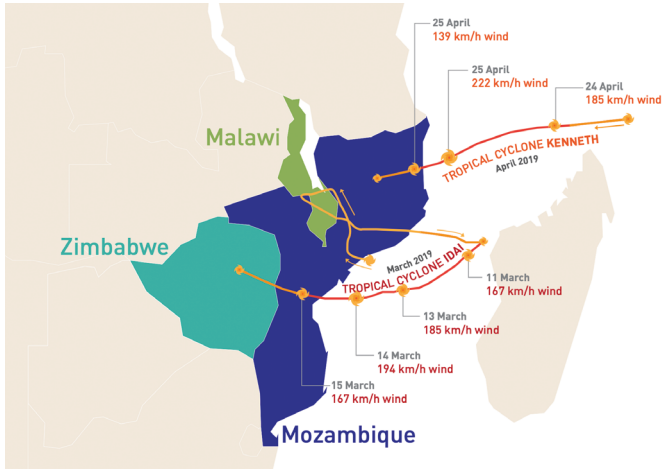 25 April
139 km/h wind
25 April
222 km/h wind
24 April
185 km/h wind
Malawi
TROPICAL CYCLONE KENNETH
April 2019
Zimbabwe
March 2019
TROPICAL CYCLONE IDAI
11 March
167 km/h wind
13 March
185 km/h wind
14 March
194 km/h wind
15 March
167 km/h wind
Mozambique